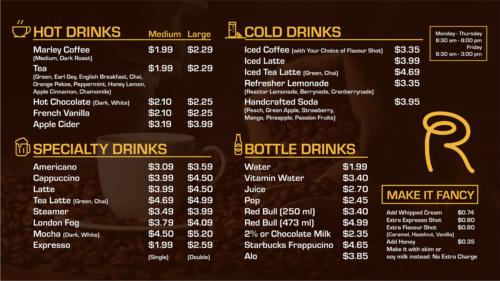 HOT DRINKS Medium Large
Marley Coffee $1.99 $2.29
(Medium, Dark Roast)
Tea $1.99 $2.29
(Green, Earl Gey, English Breakfast, Chai,
Orange Pekoe, Peppermint, Honey Lemon,
Apple Cinnamon, Chamomile)
Hot Chocolate (Dark, White) $2.10 $2.25
French Vanilla $2.10 $2.25
Apple Cider $3.19 $3.99
COLD DRINKS
Iced Coffee (with Your Choice of Flavour Shot) $3.35
Iced Latte $3.99
Iced Tea Latte (Green, Chai) $4.69
Refresher Lemonade $3.35
(Reactor Lemonade, Berrynade, Cranberrynade)
Handcrafted Soda $3.95
(Peach, Green Apple, Strawberry,
Mango, Pineapple, Passion Fruits)
Monday - Thursday
8:30 am - 8:00 pm
Friday
8:30 am - 3:00 pm
SPECIALTY DRINKS
Americano $3.09 $3.59
Cappuccino $3.99 $4.50
Latte $3.99 $4.50
Tea Latte (Green, Chai) $4.69 $4.99
Steamer $3.49 $3.99
London Fog $3.79 $4.09
Mocha (Dark, White) $4.50 $5.20
Expresso $1.99 $2.59
(Single) (Double)
BOTTLE DRINKS
Water $1.99
Vitamin Water $3.40
Juice $2.70
Pop $2.45
Red Bull (250 ml) $3.40
Red Bull (473 ml) $4.99
2% or Chocolate Milk $2.35
Starbucks Frappucino $4.65
Alo $3.85
R
MAKE IT FANCY
Add Whipped Cream $0.74
Extra Expresso Shot $0.80
Extra Flavour Shot $0.80
(Caramel, Hazelnut, Vanilla)
Add Honey $0.35
Make it with skim or
soy milk instead: No Extra Charge